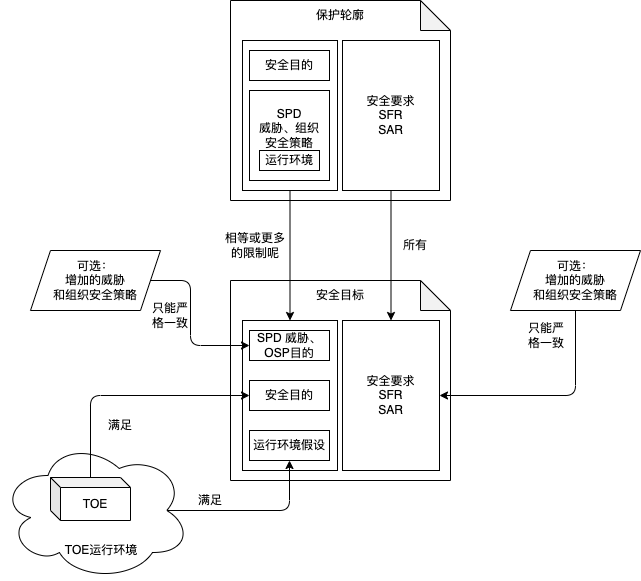 保护轮廓
安全目的
SPD
威胁、组织
安全策略
运行环境
安全要求
SFR
SAR
相等或更多
的限制呢
所有
可选：
增加的威胁
和组织安全策略
只能严
格一致
可选：
增加的威胁
和组织安全策略
只能严
格一致
安全目标
SPD 威胁、
OSP目的
安全目的
运行环境假设
安全要求
SFR
SAR
满足
满足
TOE
TOE运行环境